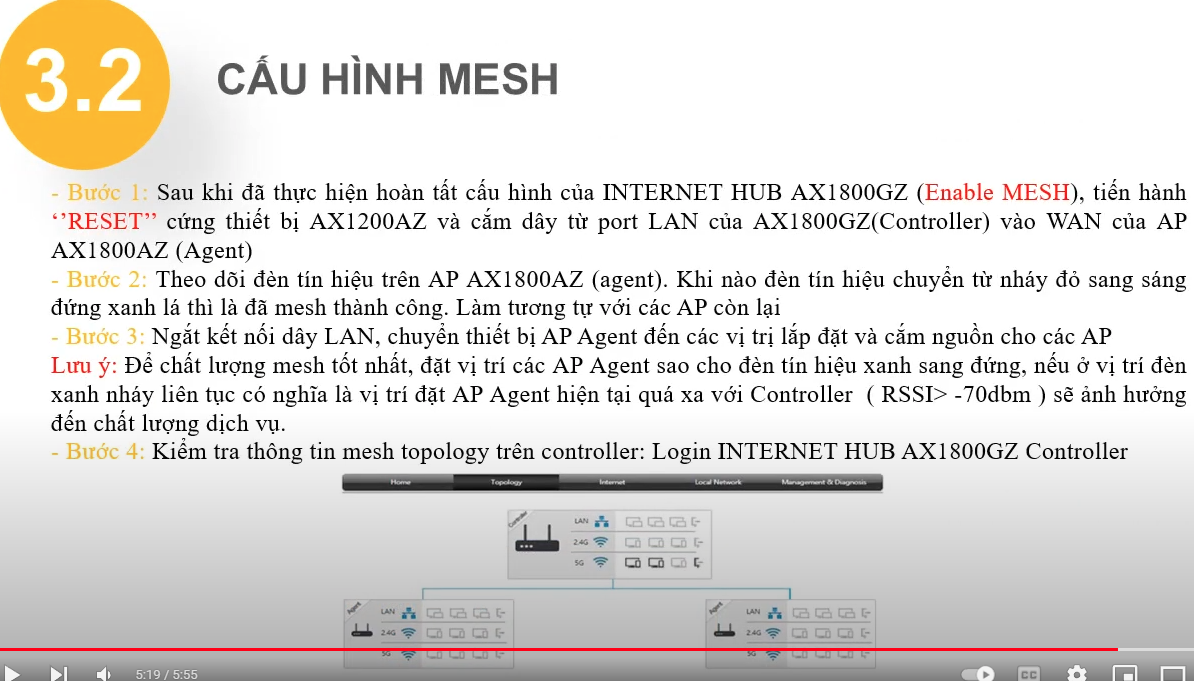 3.2
CẤU HÌNH MESH
- Bước 1: Sau khi đã thực hiện hoàn tất cấu hình của INTERNET HUB AX1800GZ (Enable MESH), tiến hành
‘’RESET’’ cứng thiết bị AX1200AZ và cắm dây từ port LAN của AX1800GZ(Controller) vào WAN của AP
AX1800AZ (Agent)
- Bước 2: Theo dõi đèn tín hiệu trên AP AX1800AZ (agent). Khi nào đèn tín hiệu chuyển từ nháy đỏ sang sáng
đứng xanh lá thì là đã mesh thành công. Làm tương tự với các AP còn lại
- Bước 3: Ngắt kết nối dây LAN, chuyển thiết bị AP Agent đến các vị trị lắp đặt và cắm nguồn cho các AP
Lưu ý: Để chất lượng mesh tốt nhất, đặt vị trí các AP Agent sao cho đèn tín hiệu xanh sang đứng, nếu ở vị trí đèn
xanh nháy liên tục có nghĩa là vị trí đặt AP Agent hiện tại quá xa với Controller ( RSSI> -70dbm ) sẽ ảnh hưởng
đến chất lượng dịch vụ.
- Bước 4: Kiểm tra thông tin mesh topology trên controller: Login INTERNET HUB AX1800GZ Controller
Home Topology Internet Local Network Management & Diagnosis
Controller
LAN
2.4G
5G
Agent
LAN
2.4G
5G
Agent
LAN
2.4G
5G
5:19 / 5:55
CC